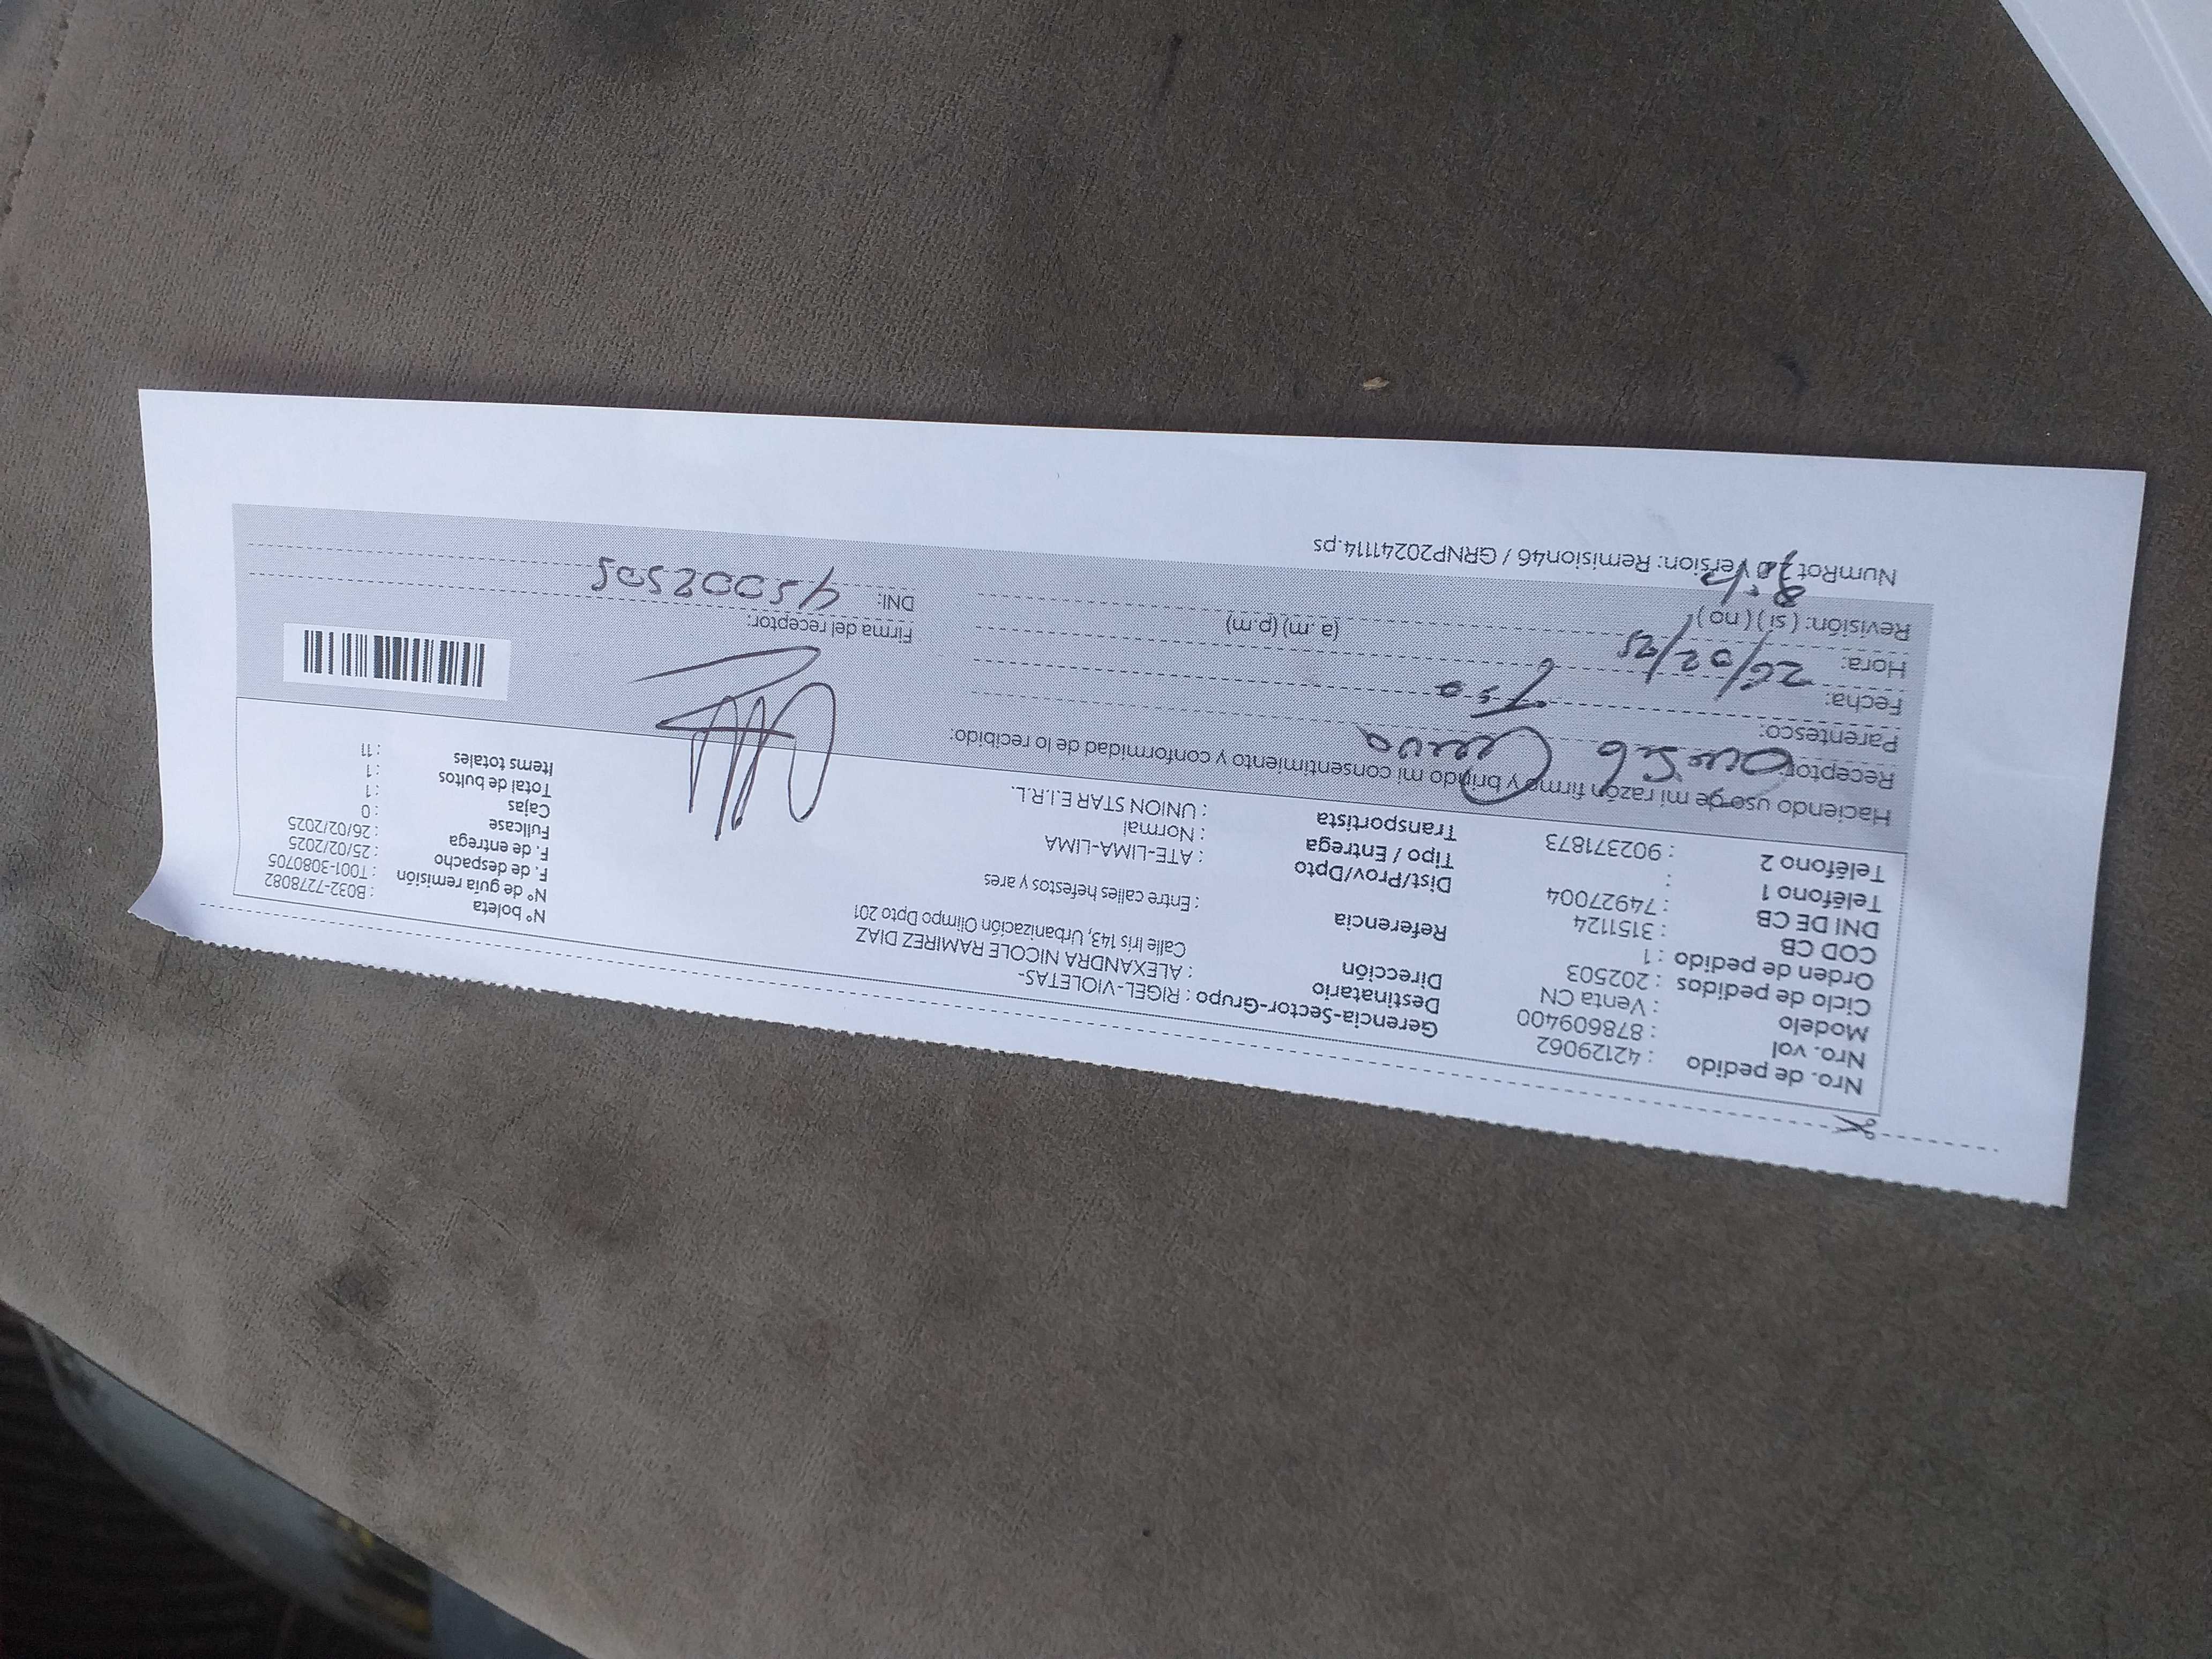 Nro. de pedido : 42129062
Nro. vol : 878609400
Modelo : Venta CN
Ciclo de pedidos : 202503
Orden de pedido : 1
COD CB : 3151124
DNI DE CB : 74927004
Teléfono 1 :
Teléfono 2 : 902371873
Gerencia-Sector-Grupo : RIGEL-VIOLETAS-
Destinatario : ALEXANDRA NICOLE RAMIREZ DIAZ
Dirección Calle Iris 143, Urbanización Olimpo Dpto 201
Referencia : Entre calles hefestos y ares
Dist/Prov/Dpto : ATE-LIMA-LIMA
Tipo / Entrega : Normal
Transportista : UNION STAR E.I.R.L.
N° boleta : B032-7278082
N° de guía remisión : T001-3080705
F. de despacho : 25/02/2025
F. de entrega : 26/02/2025
Fullcase : 0
Cajas : 1
Total de bultos : 1
Items totales : 11
Haciendo uso de mi razón firmo y brindo mi consentimiento y conformidad de lo recibido:
Receptor: Cueva
Parentesco:
Fecha: 26/02/25
Hora: (a. m) (p.m)
Revisión: ( si ) ( no )
Firma del receptor:
DNI: 45002505
NumRot Version: Remision46 / GRNP20241114.ps